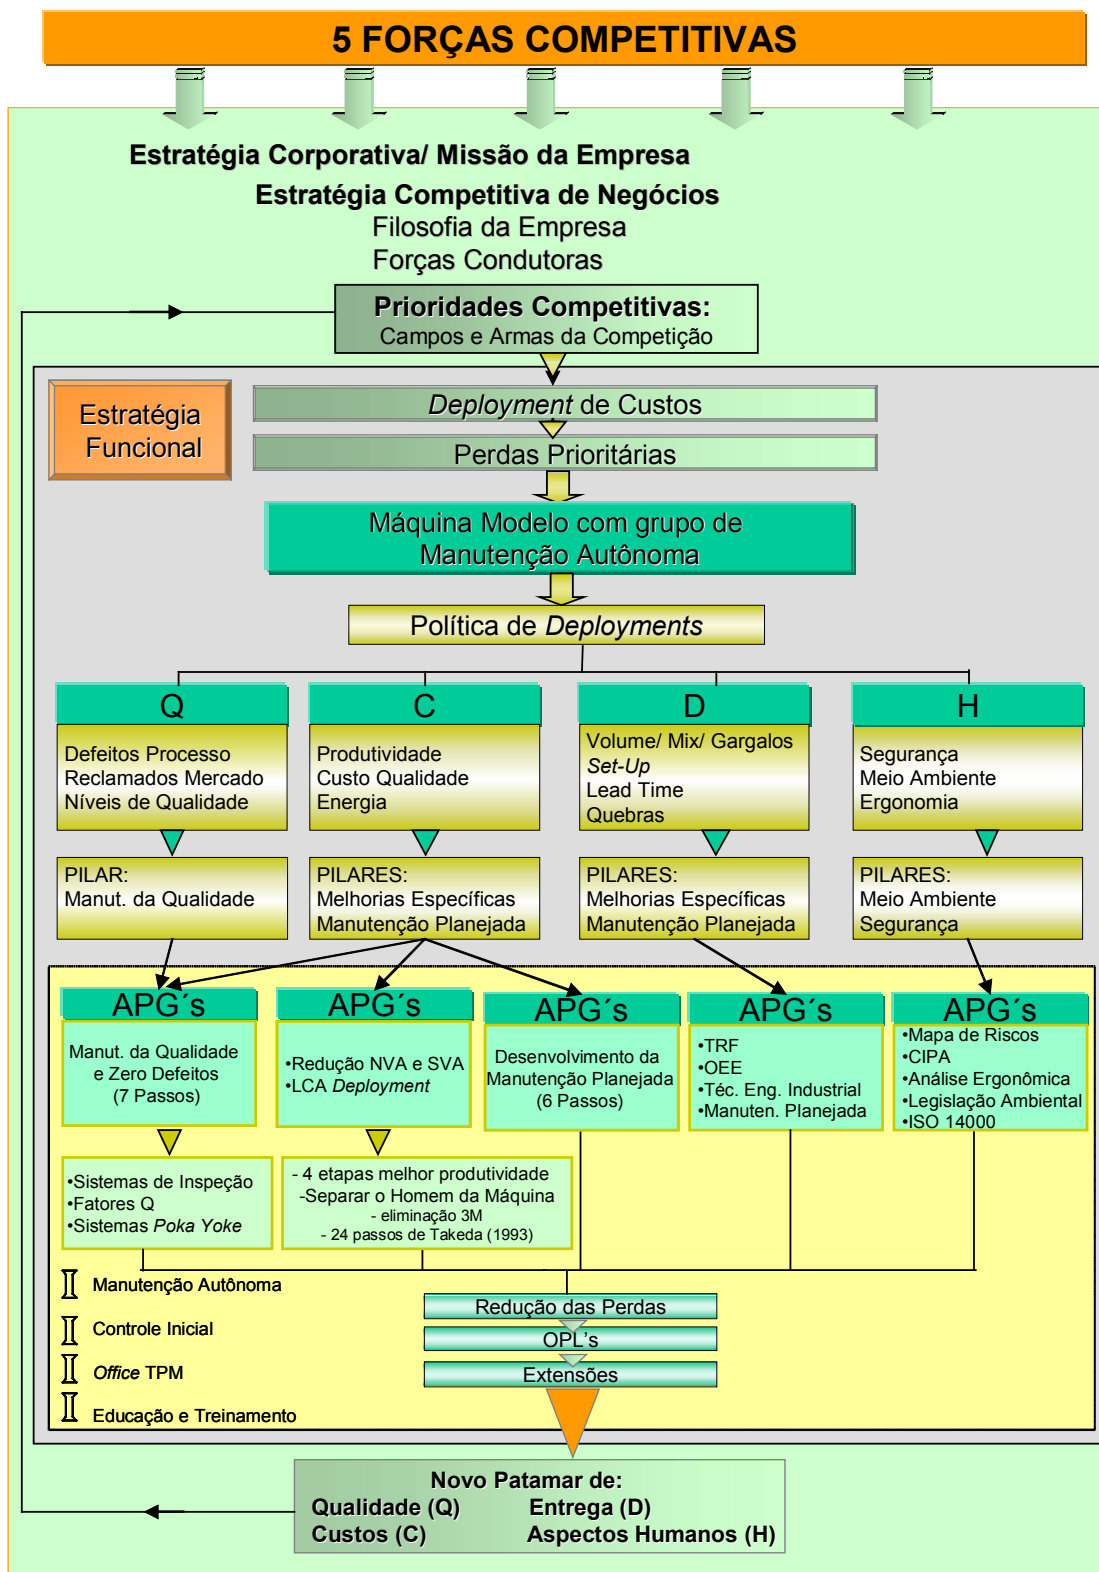 5 FORÇAS COMPETITIVAS
Estratégia Corporativa/ Missão da Empresa
Estratégia Competitiva de Negócios
Filosofia da Empresa
Forças Condutoras
Prioridades Competitivas:
Campos e Armas da Competição
Estratégia
Funcional
Deployment de Custos
Perdas Prioritárias
Máquina Modelo com grupo de
Manutenção Autônoma
Política de Deployments
Q
Defeitos Processo
Reclamados Mercado
Níveis de Qualidade
PILAR:
Manut. da Qualidade
C
Produtividade
Custo Qualidade
Energia
PILARES:
Melhorias Específicas
Manutenção Planejada
D
Volume/ Mix/ Gargalos
Set-Up
Lead Time
Quebras
PILARES:
Melhorias Específicas
Manutenção Planejada
H
Segurança
Meio Ambiente
Ergonomia
PILARES:
Meio Ambiente
Segurança
APG´s
Manut. da Qualidade
e Zero Defeitos
(7 Passos)
•Sistemas de Inspeção
•Fatores Q
•Sistemas Poka Yoke
APG´s
•Redução NVA e SVA
•LCA Deployment
- 4 etapas melhor produtividade
-Separar o Homem da Máquina
- eliminação 3M
- 24 passos de Takeda (1993)
APG´s
Desenvolvimento da
Manutenção Planejada
(6 Passos)
APG´s
•TRF
•OEE
•Téc. Eng. Industrial
•Manuten. Planejada
APG´s
•Mapa de Riscos
•CIPA
•Análise Ergonômica
•Legislação Ambiental
•ISO 14000
Manutenção Autônoma
Controle Inicial
Office TPM
Educação e Treinamento
Redução das Perdas
OPL's
Extensões
Novo Patamar de:
Qualidade (Q) Entrega (D)
Custos (C) Aspectos Humanos (H)